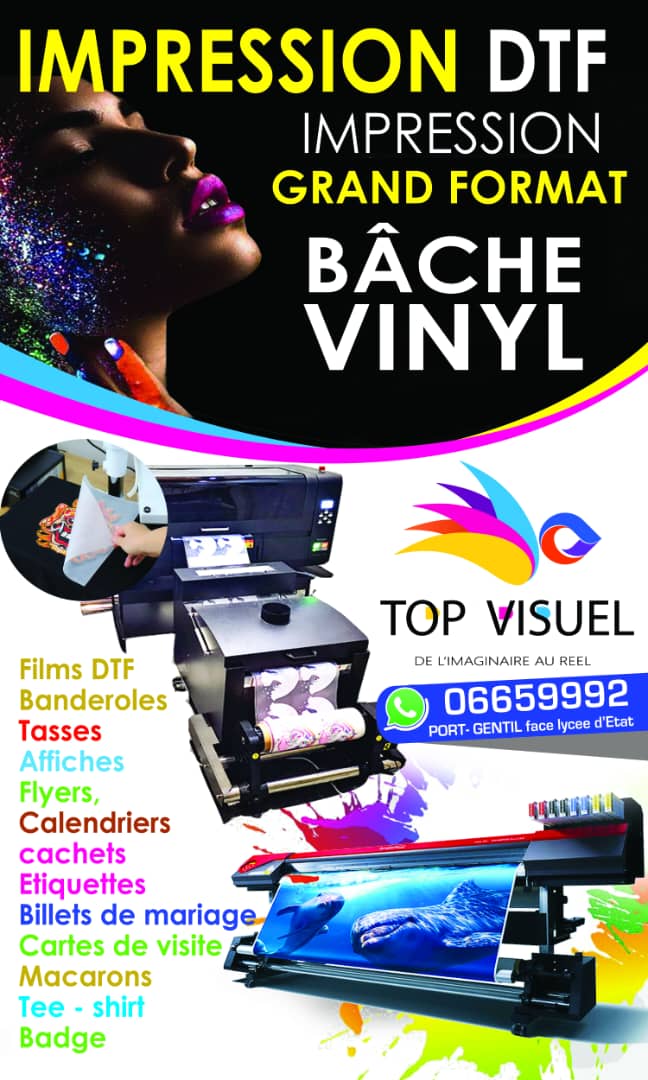 IMPRESSION DTF
IMPRESSION
GRAND FORMAT
BÂCHE
VINYL
TOP VISUEL
DE L'IMAGINAIRE AU REEL
06659992
PORT- GENTIL face lycee d'Etat
Films DTF
Banderoles
Tasses
Affiches
Flyers,
Calendriers
cachets
Etiquettes
Billets de mariage
Cartes de visite
Macarons
Tee - shirt
Badge